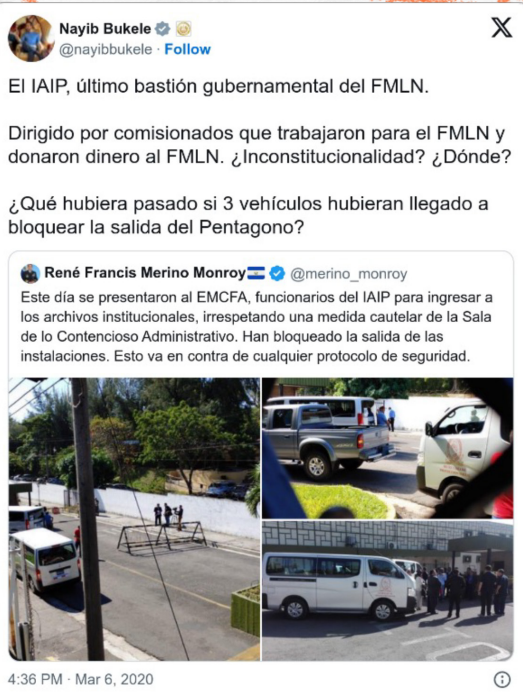 Nayib Bukele
@nayibbukele · Follow
El IAIP, último bastión gubernamental del FMLN.
Dirigido por comisionados que trabajaron para el FMLN y
donaron dinero al FMLN. ¿Inconstitucionalidad? ¿Dónde?
¿Qué hubiera pasado si 3 vehículos hubieran llegado a
bloquear la salida del Pentagono?
René Francis Merino Monroy🇸🇻 @merino_monroy
Este día se presentaron al EMCFA, funcionarios del IAIP para ingresar a
los archivos institucionales, irrespetando una medida cautelar de la Sala
de lo Contencioso Administrativo. Han bloqueado la salida de las
instalaciones. Esto va en contra de cualquier protocolo de seguridad.
4:36 PM · Mar 6, 2020